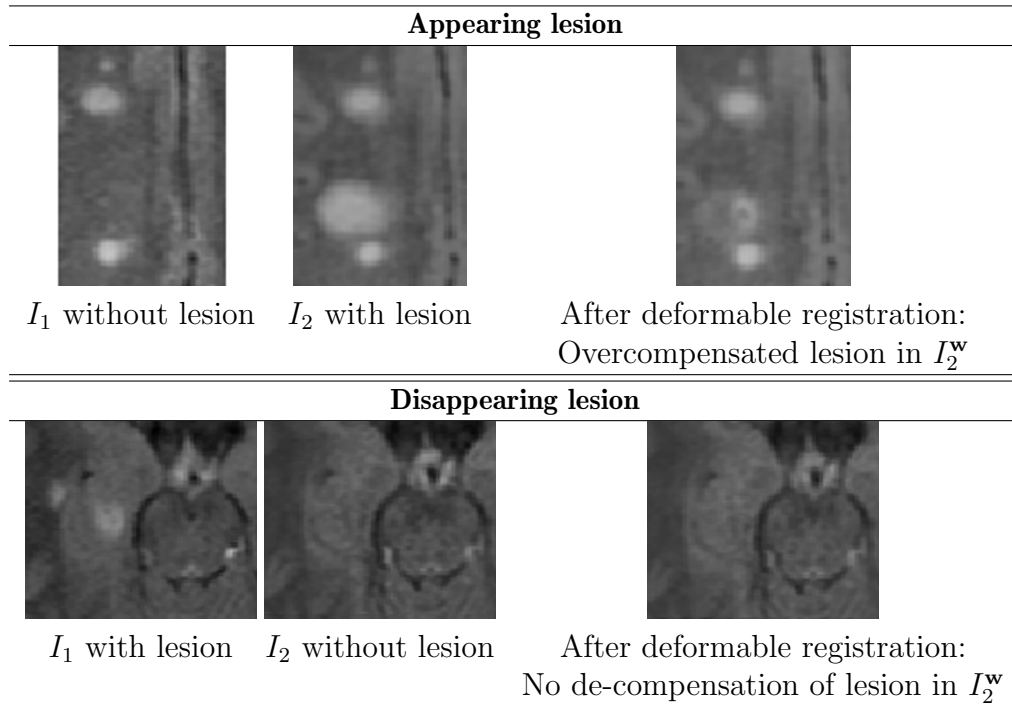 Appearing lesion
I₁ without lesion
I₂ with lesion
After deformable registration:
Overcompensated lesion in I₂ʷ
Disappearing lesion
I₁ with lesion
I₂ without lesion
After deformable registration:
No de-compensation of lesion in I₂ʷ